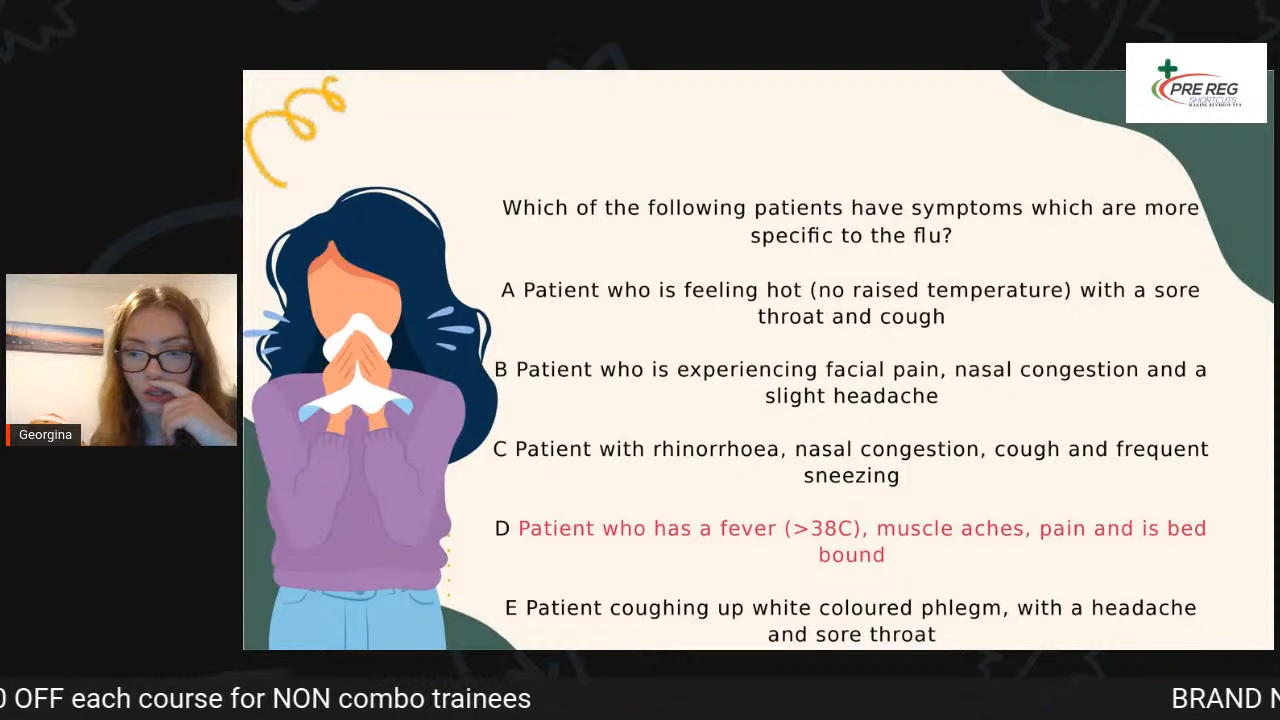 PRE REG
SHORTCUTS
MAKING REVISION FUN
Which of the following patients have symptoms which are more
specific to the flu?
A Patient who is feeling hot (no raised temperature) with a sore
throat and cough
B Patient who is experiencing facial pain, nasal congestion and a
slight headache
C Patient with rhinorrhoea, nasal congestion, cough and frequent
sneezing
D Patient who has a fever (>38C), muscle aches, pain and is bed
bound
E Patient coughing up white coloured phlegm, with a headache
and sore throat
Georgina
0 OFF each course for NON combo trainees
BRAND N